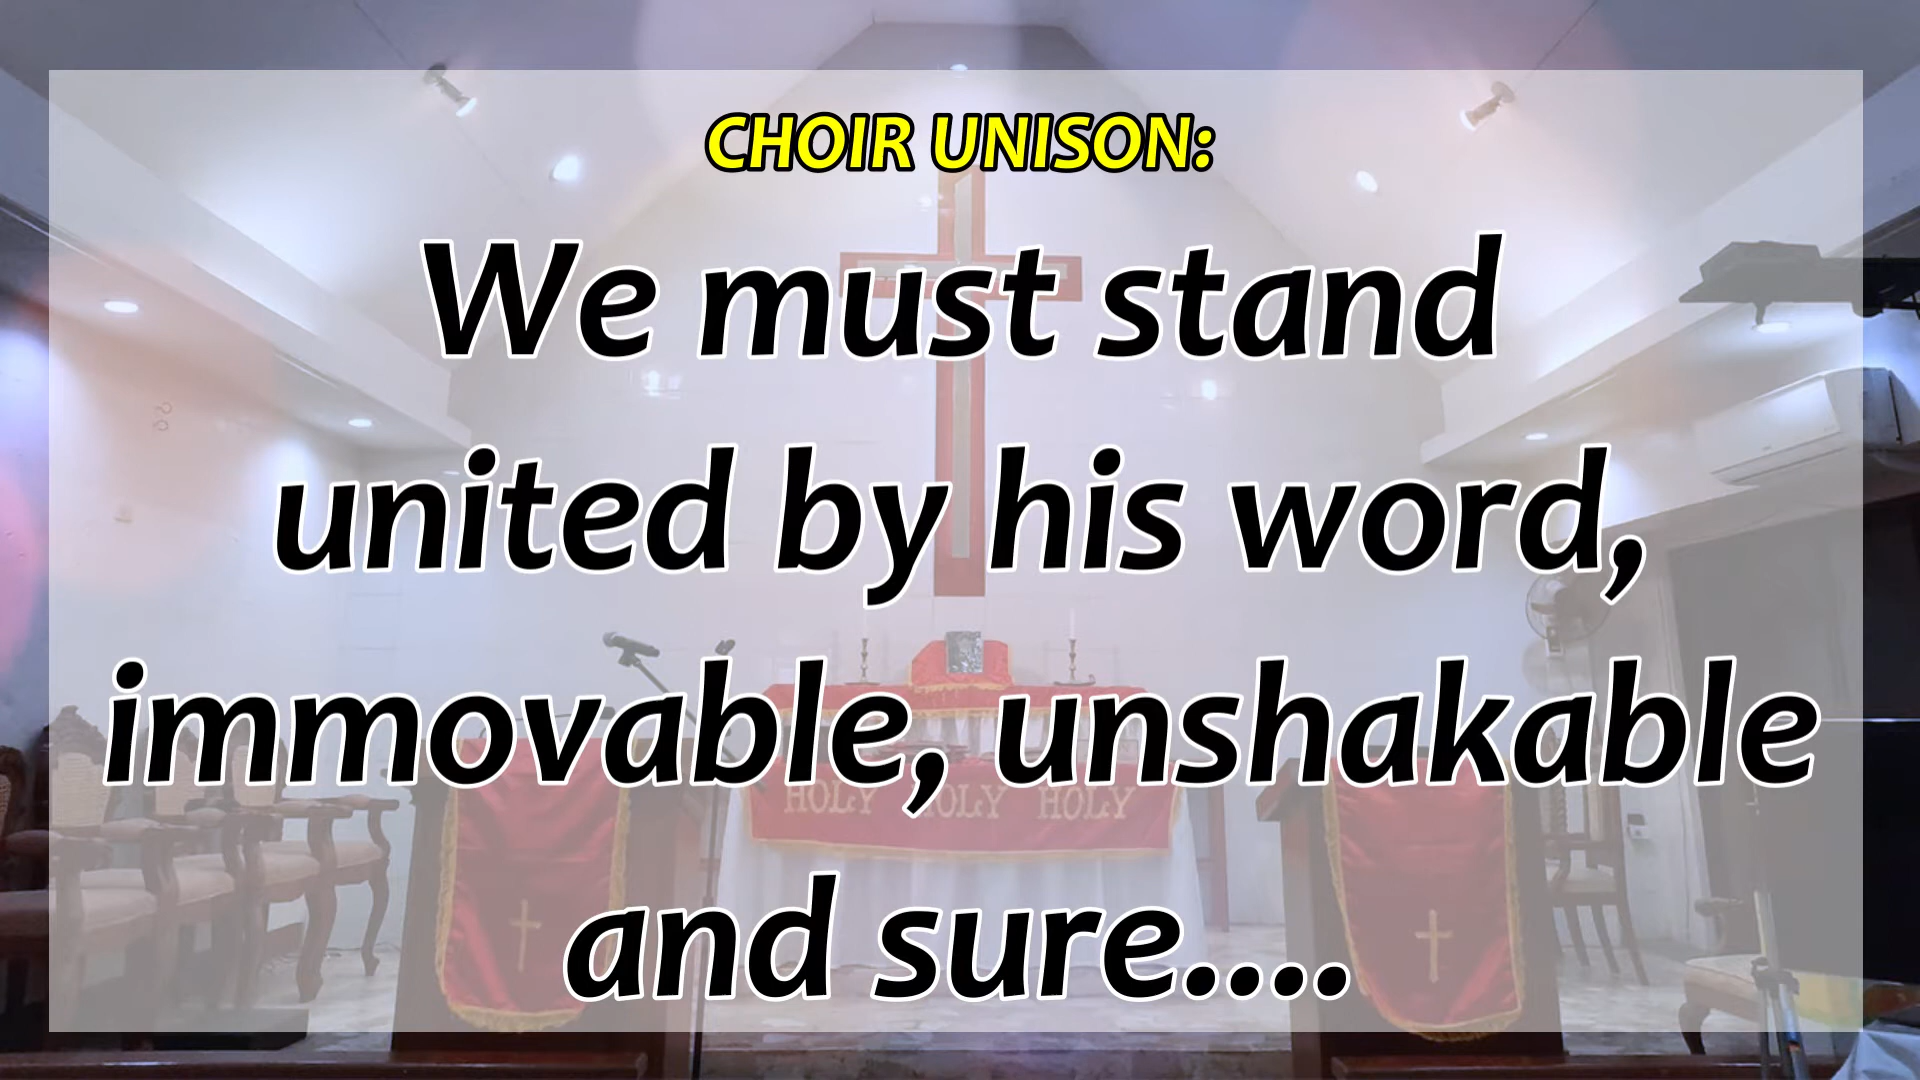 CHOIR UNISON:
We must stand
united by his word,
immovable, unshakable
and sure....
HOLY HOLY HOLY